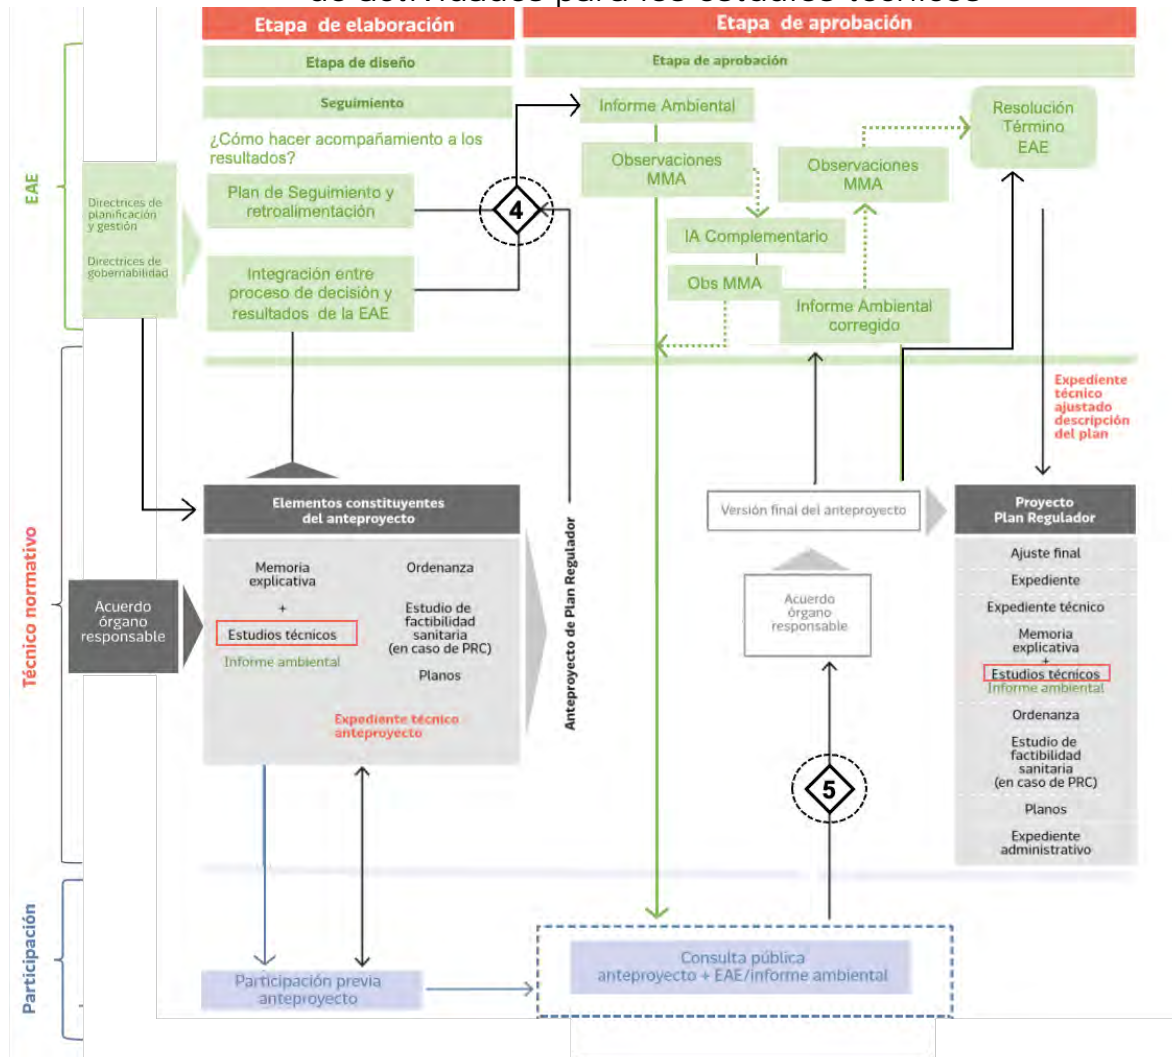 de actividades para los estudios técnicos
Etapa de elaboración
Etapa de aprobación
Etapa de diseño
Etapa de aprobación
Seguimiento
¿Cómo hacer acompañamiento a los
resultados?
Plan de Seguimiento y
retroalimentación
Integración entre
proceso de decisión y
resultados de la EAE
4
Informe Ambiental
Observaciones
MMA
IA Complementario
Obs MMA
Observaciones
MMA
Informe Ambiental
corregido
Resolución
Término
EAE
EAE
Directrices de
planificación
y gestión
Directrices de
gobernabilidad
Expediente
técnico
ajustado
descripción
del plan
Técnico normativo
Acuerdo
órgano
responsable
Elementos constituyentes
del anteproyecto
Memoria
explicativa
+
Estudios técnicos
Informe ambiental
Ordenanza
Estudio de
factibilidad
sanitaria
(en caso de PRC)
Planos
Expediente técnico
anteproyecto
Anteproyecto de Plan Regulador
Versión final del anteproyecto
Acuerdo
órgano
responsable
5
Proyecto
Plan Regulador
Ajuste final
Expediente
Expediente técnico
Memoria
explicativa
+
Estudios técnicos
Informe ambiental
Ordenanza
Estudio de
factibilidad
sanitaria
(en caso de PRC)
Planos
Expediente
administrativo
Participación
Participación previa
anteproyecto
Consulta pública
anteproyecto + EAE/informe ambiental